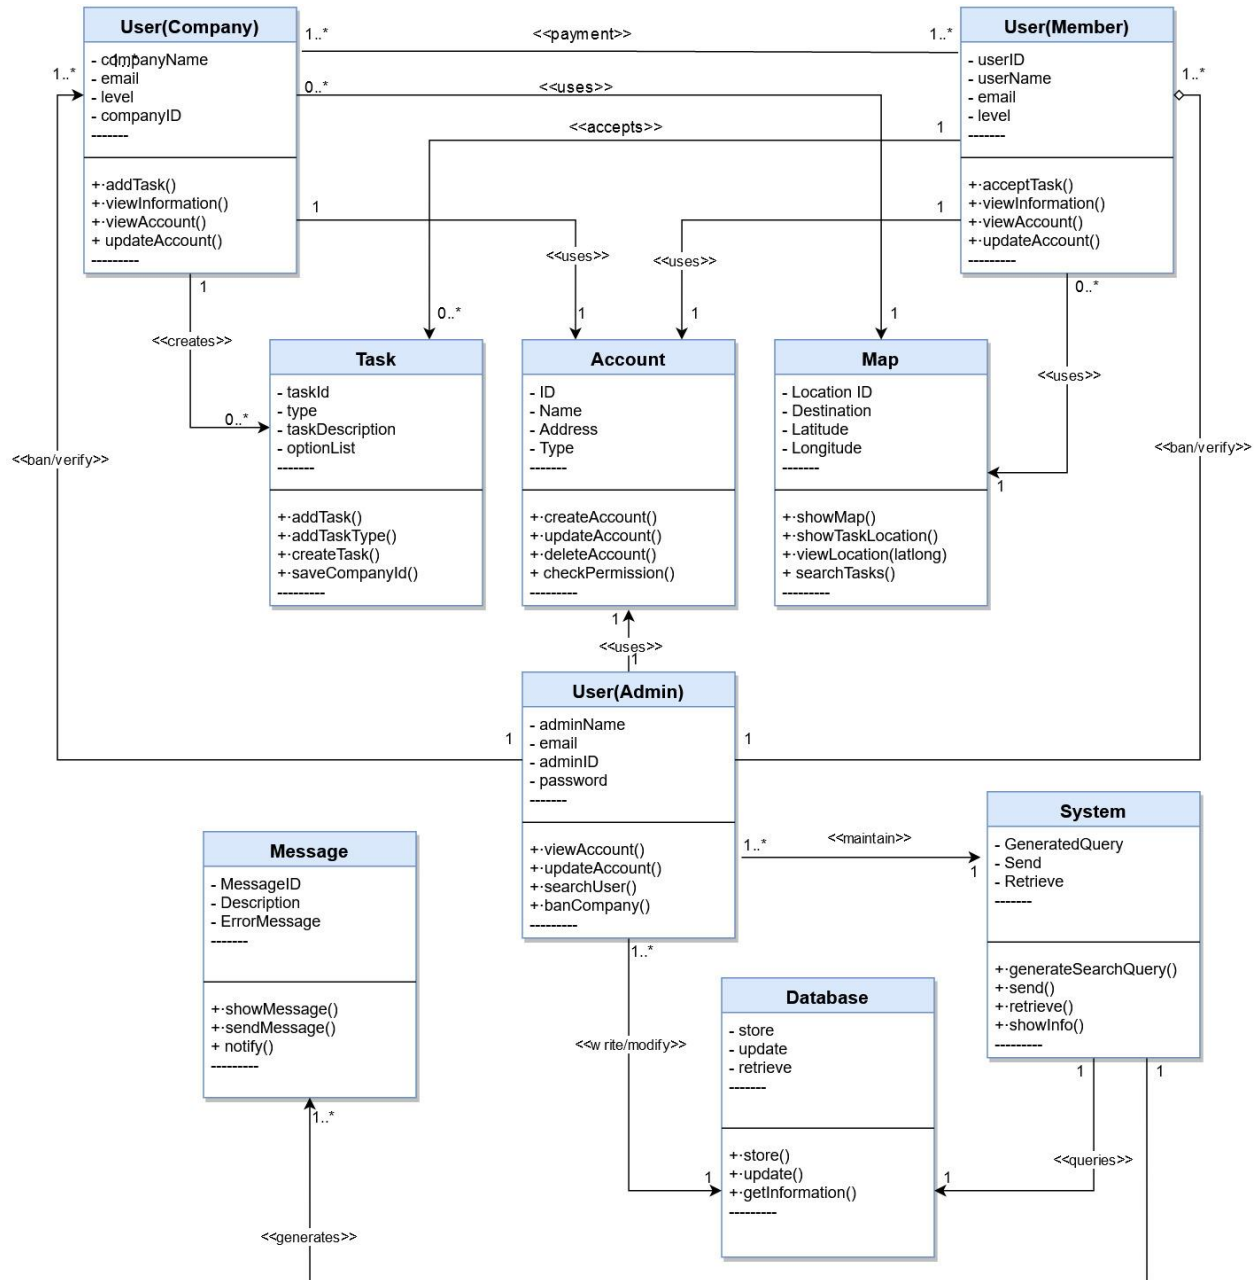 User(Company)
- companyName
1..*
- email
- level
- companyID
-------
+·addTask()
+·viewInformation()
+·viewAccount()
+ updateAccount()
---------
1..*
1..*
<<payment>>
1..*
User(Member)
- userID
- userName
- email
- level
-------
+·acceptTask()
+·viewInformation()
+·viewAccount()
+·updateAccount()
---------
1..*
0..*
<<uses>>
<<accepts>>
1
1
1
<<uses>>
<<uses>>
1
<<creates>>
0..*
0..*
1
1
1
0..*
<<uses>>
1
Task
- taskId
- type
- taskDescription
- optionList
-------
+·addTask()
+·addTaskType()
+·createTask()
+·saveCompanyId()
---------
Account
- ID
- Name
- Address
- Type
-------
+·createAccount()
+·updateAccount()
+·deleteAccount()
+ checkPermission()
---------
Map
- Location ID
- Destination
- Latitude
- Longitude
-------
+·showMap()
+·showTaskLocation()
+·viewLocation(latlong)
+ searchTasks()
---------
<<ban/verify>>
<<ban/verify>>
1
<<uses>>
1
User(Admin)
- adminName
- email
- adminID
- password
-------
+·viewAccount()
+·updateAccount()
+·searchUser()
+·banCompany()
---------
1
1
1..*
<<maintain>>
1
System
- GeneratedQuery
- Send
- Retrieve
-------
+·generateSearchQuery()
+·send()
+·retrieve()
+·showInfo()
---------
Message
- MessageID
- Description
- ErrorMessage
-------
+·showMessage()
+·sendMessage()
+ notify()
---------
1..*
<<w rite/modify>>
1
Database
- store
- update
- retrieve
-------
+·store()
+·update()
+·getInformation()
---------
1
1
<<queries>>
1
1..*
<<generates>>